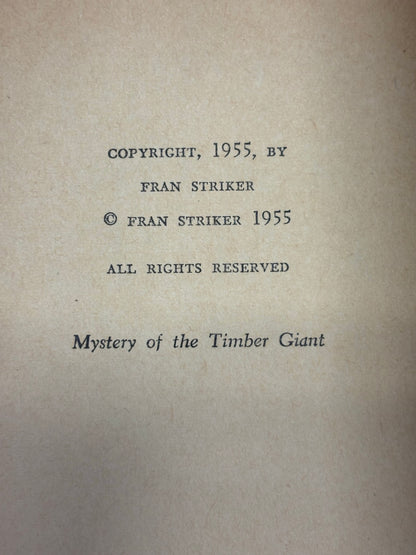 COPYRIGHT, 1955, BY
FRAN STRIKER
© FRAN STRIKER 1955
ALL RIGHTS RESERVED
Mystery of the Timber Giant